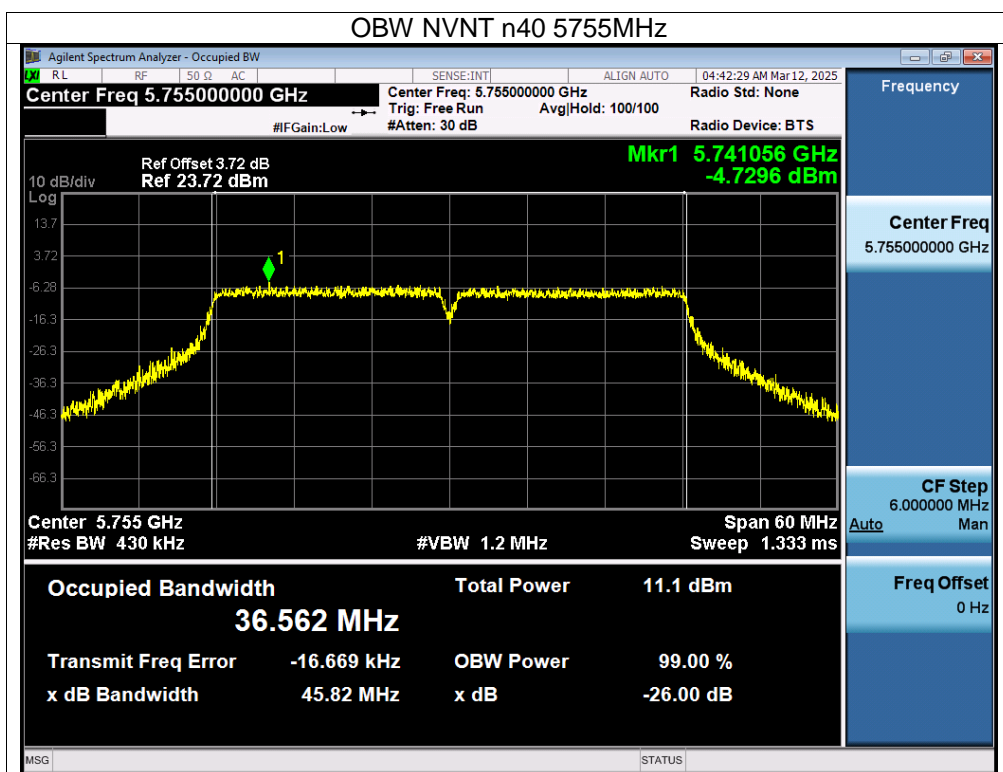 OBW NVNT n40 5755MHz
Agilent Spectrum Analyzer - Occupied BW
LXI RL RF 50 Ω AC SENSE:INT ALIGN AUTO 04:42:29 AM Mar 12, 2025
Center Freq 5.755000000 GHz
Center Freq: 5.755000000 GHz Radio Std: None
Trig: Free Run Avg|Hold: 100/100
#IFGain:Low #Atten: 30 dB Radio Device: BTS
Ref Offset 3.72 dB Mkr1 5.741056 GHz
10 dB/div Ref 23.72 dBm -4.7296 dBm
Log
13.7
3.72
-6.28
-16.3
-26.3
-36.3
-46.3
-56.3
-66.3
1
Center 5.755 GHz Span 60 MHz
#Res BW 430 kHz #VBW 1.2 MHz Sweep 1.333 ms
Occupied Bandwidth Total Power 11.1 dBm
36.562 MHz
Transmit Freq Error -16.669 kHz OBW Power 99.00 %
x dB Bandwidth 45.82 MHz x dB -26.00 dB
Frequency
Center Freq
5.755000000 GHz
CF Step
6.000000 MHz
Auto Man
Freq Offset
0 Hz
MSG STATUS